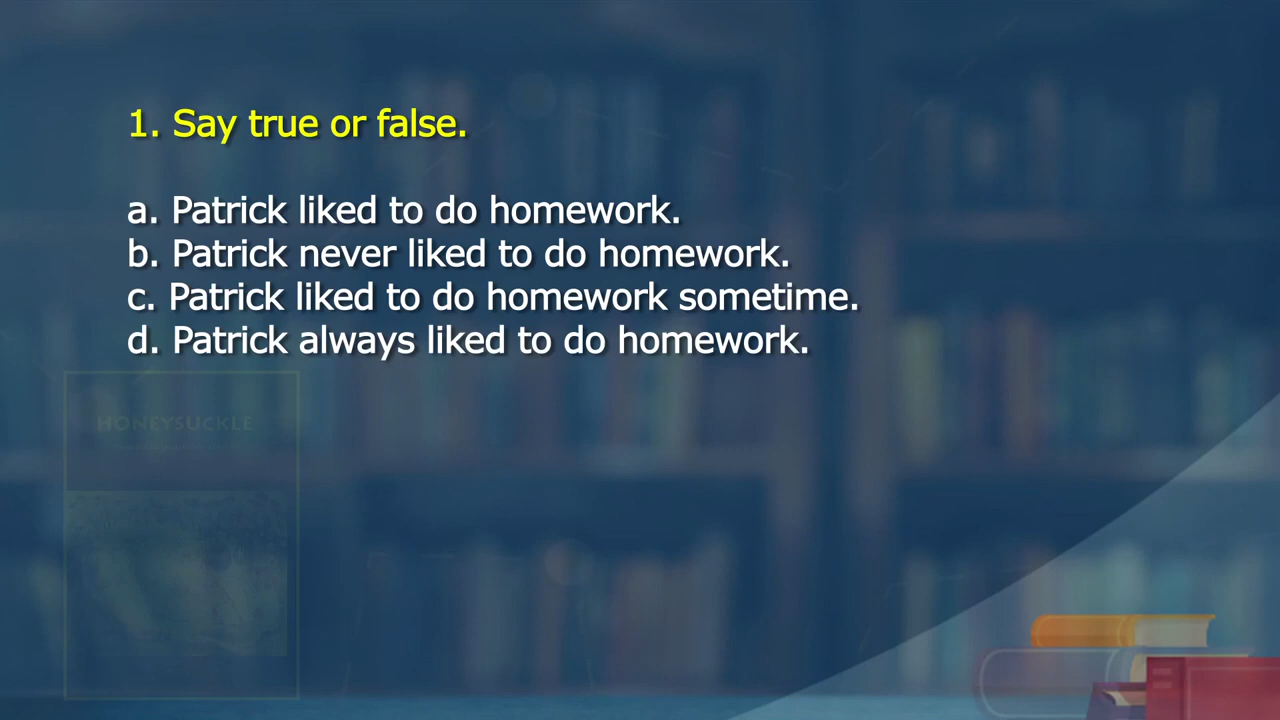 1. Say true or false.
a. Patrick liked to do homework.
b. Patrick never liked to do homework.
c. Patrick liked to do homework sometime.
d. Patrick always liked to do homework.
HONEYSUCKLE